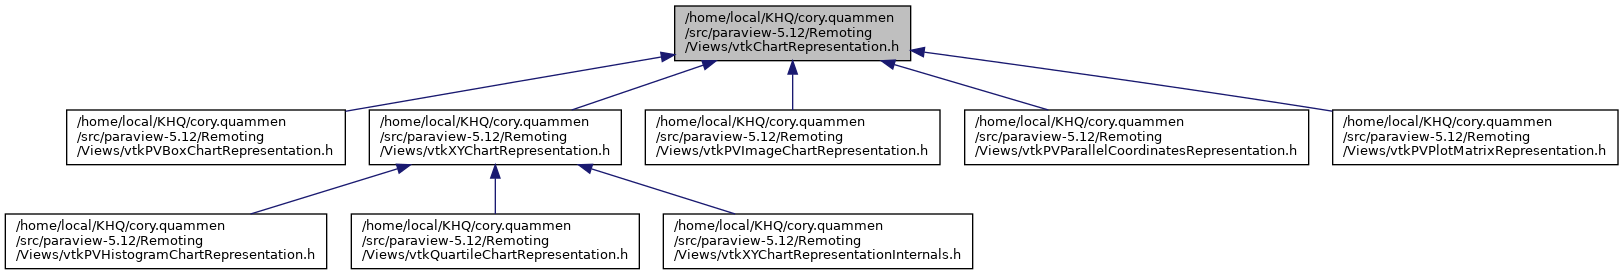 /home/local/KHQ/cory.quammen
/src/paraview-5.12/Remoting
/Views/vtkChartRepresentation.h
/home/local/KHQ/cory.quammen
/src/paraview-5.12/Remoting
/Views/vtkPVBoxChartRepresentation.h
/home/local/KHQ/cory.quammen
/src/paraview-5.12/Remoting
/Views/vtkXYChartRepresentation.h
/home/local/KHQ/cory.quammen
/src/paraview-5.12/Remoting
/Views/vtkPVImageChartRepresentation.h
/home/local/KHQ/cory.quammen
/src/paraview-5.12/Remoting
/Views/vtkPVParallelCoordinatesRepresentation.h
/home/local/KHQ/cory.quammen
/src/paraview-5.12/Remoting
/Views/vtkPVPlotMatrixRepresentation.h
/home/local/KHQ/cory.quammen
/src/paraview-5.12/Remoting
/Views/vtkPVHistogramChartRepresentation.h
/home/local/KHQ/cory.quammen
/src/paraview-5.12/Remoting
/Views/vtkQuartileChartRepresentation.h
/home/local/KHQ/cory.quammen
/src/paraview-5.12/Remoting
/Views/vtkXYChartRepresentationInternals.h